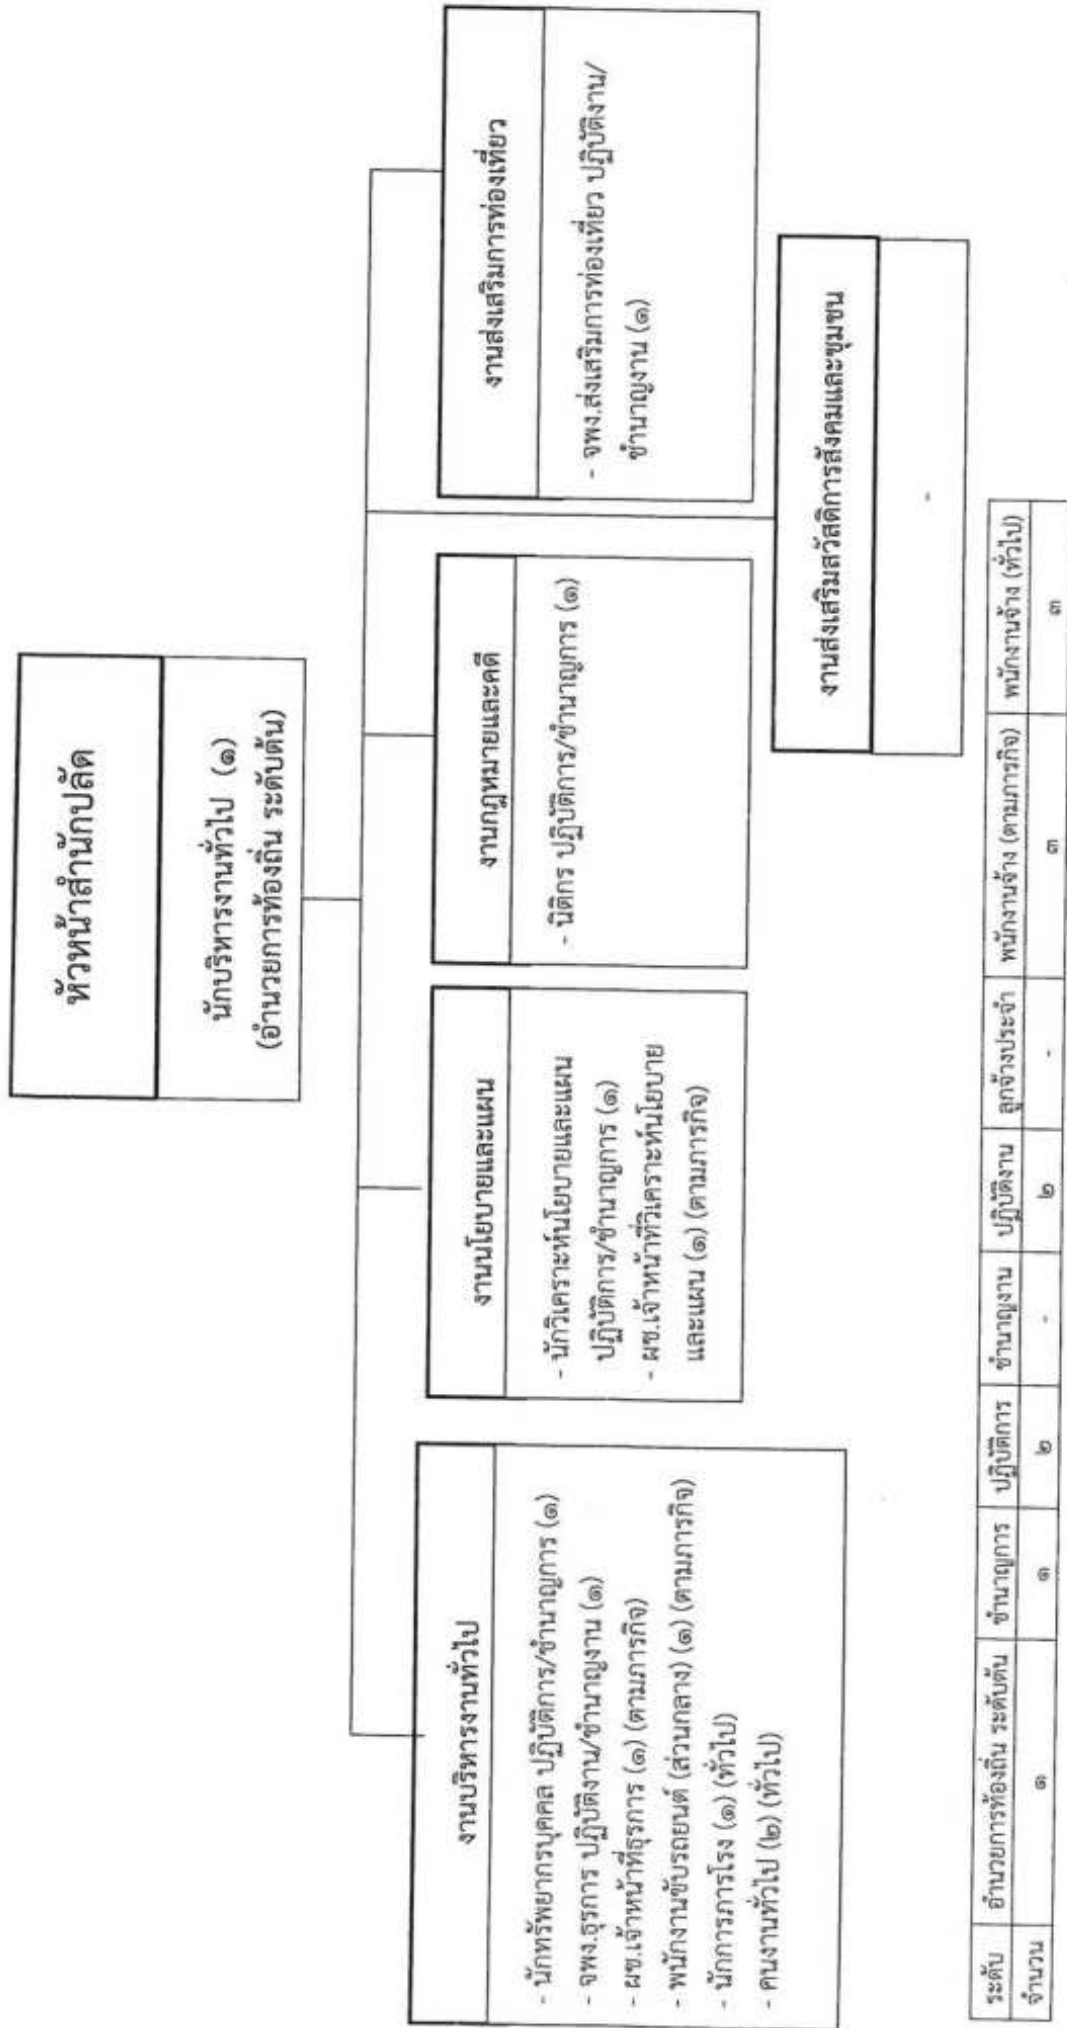 หัวหน้าสำนักปลัด
นักบริหารงานทั่วไป (๑)
(อำนวยการท้องถิ่น ระดับต้น)
งานบริหารงานทั่วไป
- นักทรัพยากรบุคคล ปฏิบัติการ/ชำนาญการ (๑)
- จพง.ธุรการ ปฏิบัติงาน/ชำนาญงาน (๑)
- ผช.เจ้าหน้าที่ธุรการ (๑) (ตามภารกิจ)
- พนักงานขับรถยนต์ (ส่วนกลาง) (๑) (ตามภารกิจ)
- นักการภารโรง (๑) (ทั่วไป)
- คนงานทั่วไป (๒) (ทั่วไป)
งานนโยบายและแผน
- นักวิเคราะห์นโยบายและแผน
ปฏิบัติการ/ชำนาญการ (๑)
- ผช.เจ้าหน้าที่วิเคราะห์นโยบาย
และแผน (๑) (ตามภารกิจ)
งานกฎหมายและคดี
- นิติกร ปฏิบัติการ/ชำนาญการ (๑)
งานส่งเสริมการท่องเที่ยว
- จพง.ส่งเสริมการท่องเที่ยว ปฏิบัติงาน/
ชำนาญงาน (๑)
งานส่งเสริมสวัสดิการสังคมและชุมชน
-
ระดับ อำนวยการท้องถิ่น ระดับต้น ชำนาญการ ปฏิบัติการ ชำนาญงาน ปฏิบัติงาน ลูกจ้างประจำ พนักงานจ้าง (ตามภารกิจ) พนักงานจ้าง (ทั่วไป)
จำนวน ๑ ๑ ๒ - ๒ - ๓ ๓